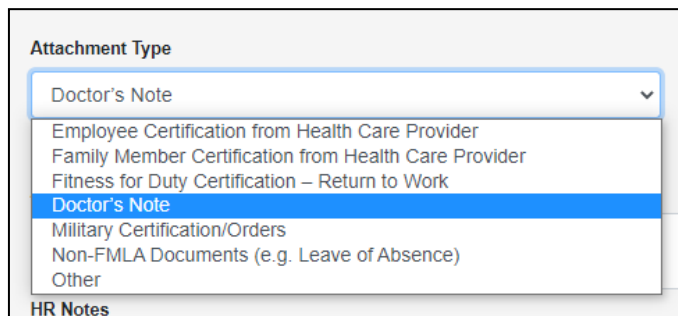 Attachment Type
Doctor's Note
Employee Certification from Health Care Provider
Family Member Certification from Health Care Provider
Fitness for Duty Certification – Return to Work
Doctor's Note
Military Certification/Orders
Non-FMLA Documents (e.g. Leave of Absence)
Other
HR Notes